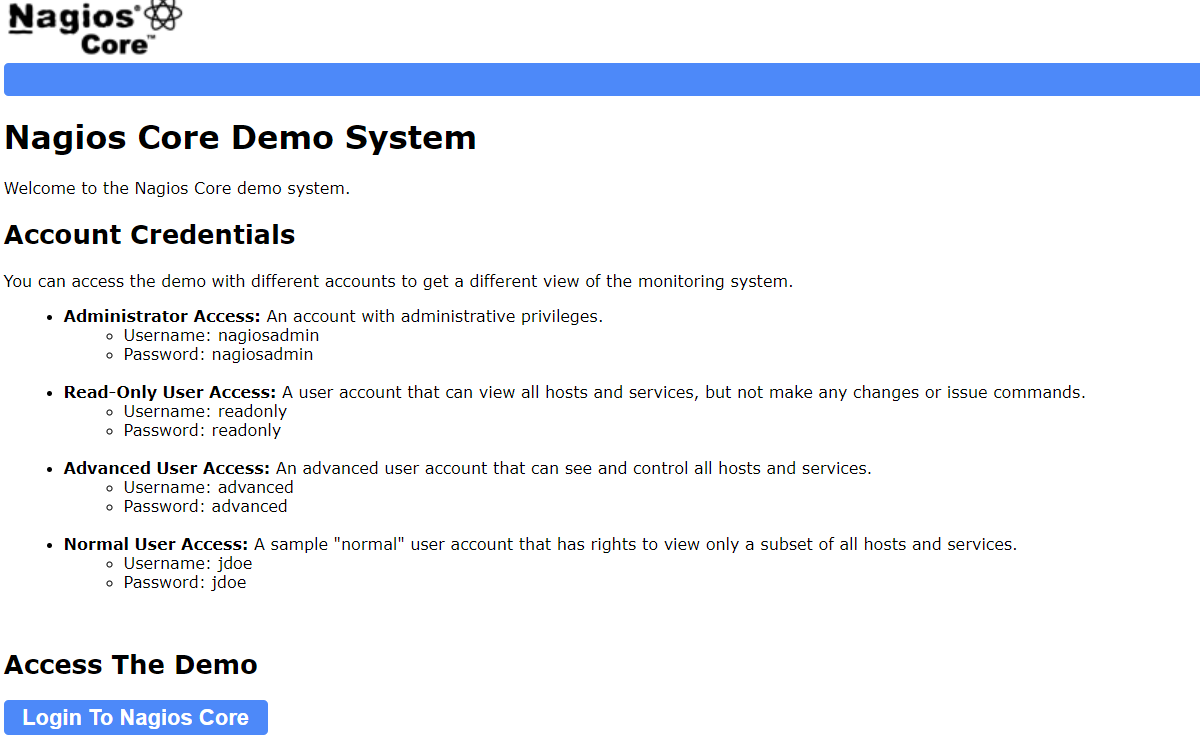 Nagios®
Core™
Nagios Core Demo System
Welcome to the Nagios Core demo system.
Account Credentials
You can access the demo with different accounts to get a different view of the monitoring system.
Administrator Access: An account with administrative privileges.
Username: nagiosadmin
Password: nagiosadmin
Read-Only User Access: A user account that can view all hosts and services, but not make any changes or issue commands.
Username: readonly
Password: readonly
Advanced User Access: An advanced user account that can see and control all hosts and services.
Username: advanced
Password: advanced
Normal User Access: A sample "normal" user account that has rights to view only a subset of all hosts and services.
Username: jdoe
Password: jdoe
Access The Demo
Login To Nagios Core